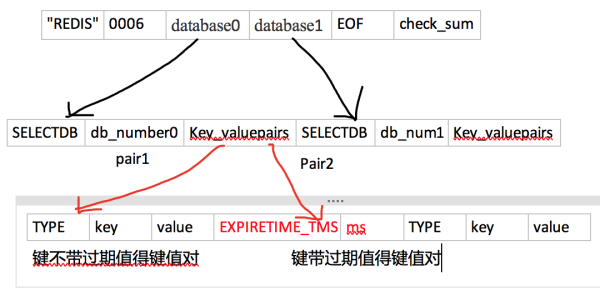 "REDIS" 0006 database0 database1 EOF check_sum
SELECTDB db_number0 Key_valuepairs SELECTDB db_num1 Key_valuepairs
pair1 Pair2
TYPE key value EXPIRETIME_TMS ms TYPE key value
键不带过期值得键值对 键带过期值得键值对